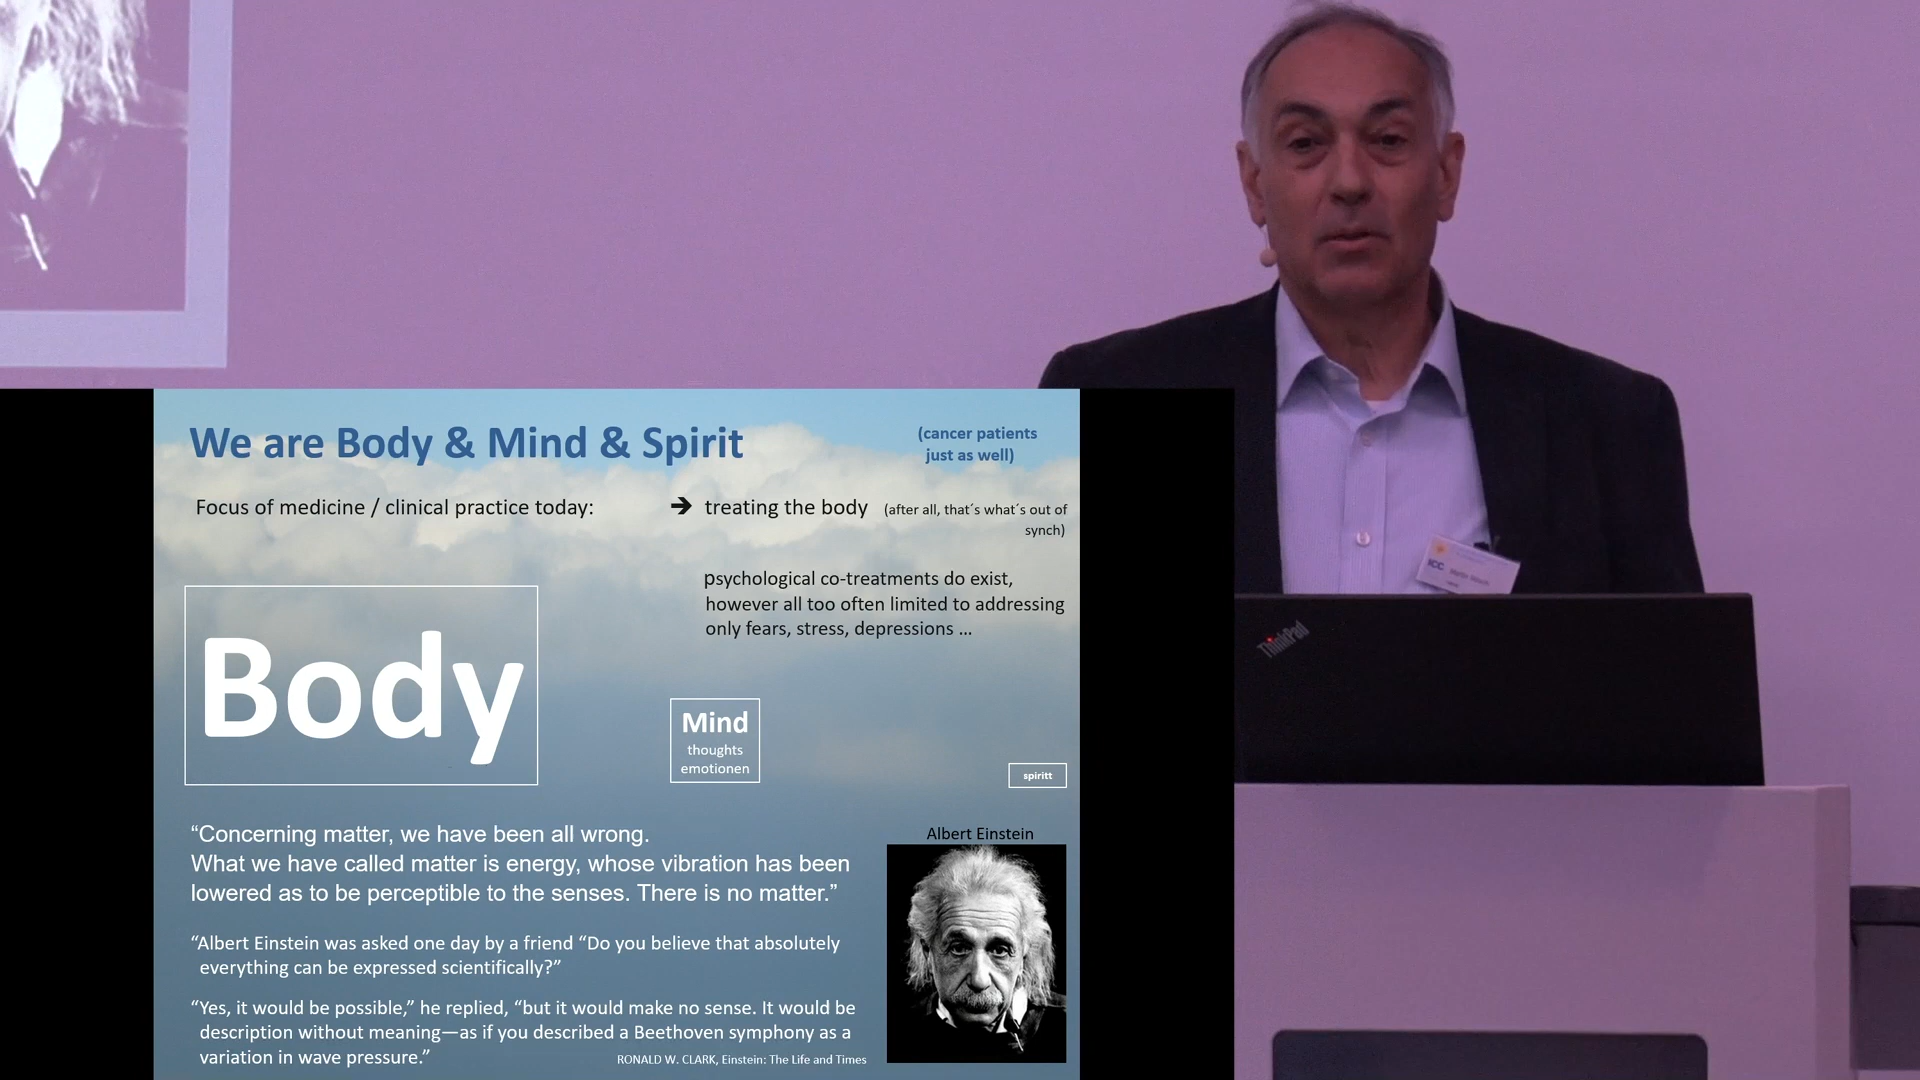 We are Body & Mind & Spirit
(cancer patients
just as well)
Focus of medicine / clinical practice today: ➔ treating the body (after all, that´s what´s out of
synch)
psychological co-treatments do exist,
however all too often limited to addressing
only fears, stress, depressions ...
Body
Mind
thoughts
emotionen
spiritt
“Concerning matter, we have been all wrong.
What we have called matter is energy, whose vibration has been
lowered as to be perceptible to the senses. There is no matter.”
Albert Einstein
“Albert Einstein was asked one day by a friend “Do you believe that absolutely
everything can be expressed scientifically?”
“Yes, it would be possible,” he replied, “but it would make no sense. It would be
description without meaning—as if you described a Beethoven symphony as a
variation in wave pressure.”
RONALD W. CLARK, Einstein: The Life and Times
ICC
ThinkPad